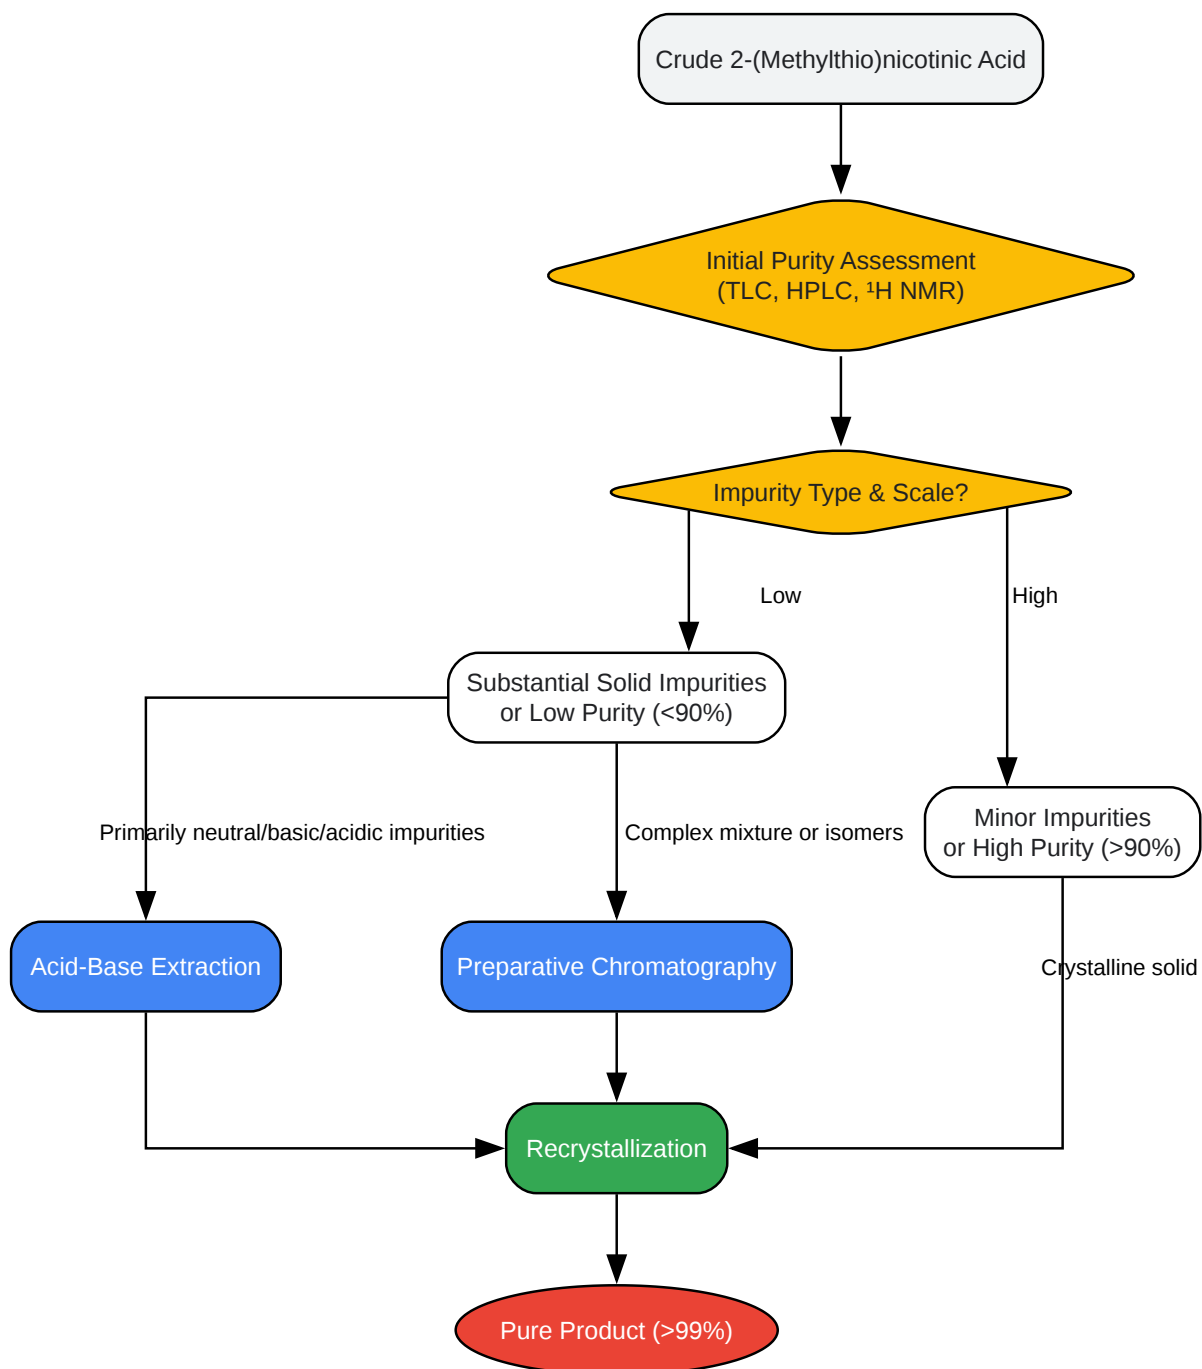 Crude 2-(Methylthio)nicotinic Acid
Initial Purity Assessment
(TLC, HPLC, ¹H NMR)
Impurity Type & Scale?
Low
High
Substantial Solid Impurities
or Low Purity (<90%)
Minor Impurities
or High Purity (>90%)
Primarily neutral/basic/acidic impurities
Complex mixture or isomers
Acid-Base Extraction
Preparative Chromatography
Crystalline solid
Recrystallization
Pure Product (>99%)